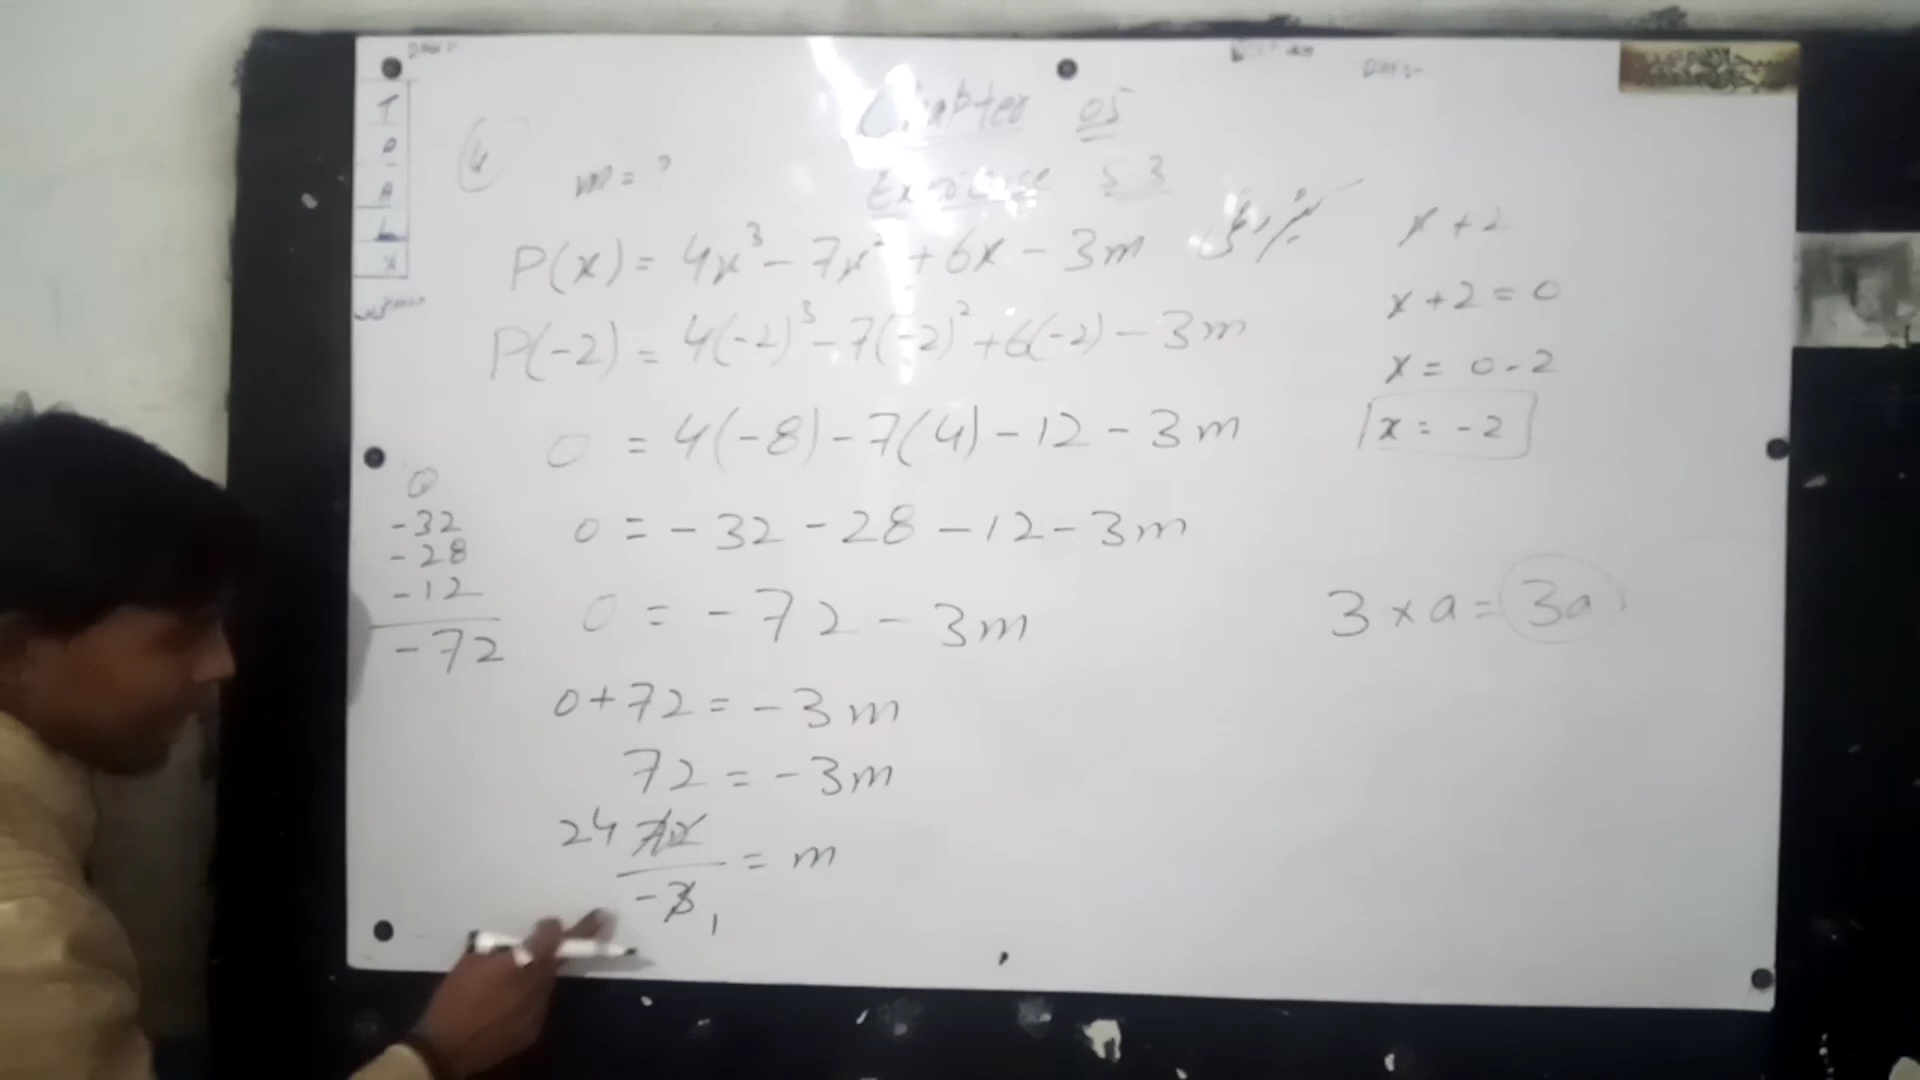 Chapter 05
Exercise 5.3
4
m = ?
P(x) = 4x³ - 7x² + 6x - 3m
P(-2) = 4(-2)³ - 7(-2)² + 6(-2) - 3m
0 = 4(-8) - 7(4) - 12 - 3m
0 = -32 - 28 - 12 - 3m
0 = -72 - 3m
0 + 72 = -3m
72 = -3m
24 72
-3 1 = m
x + 2
x + 2 = 0
x = 0 - 2
x = -2
3 × a = 3a
-32
-28
-12
-72